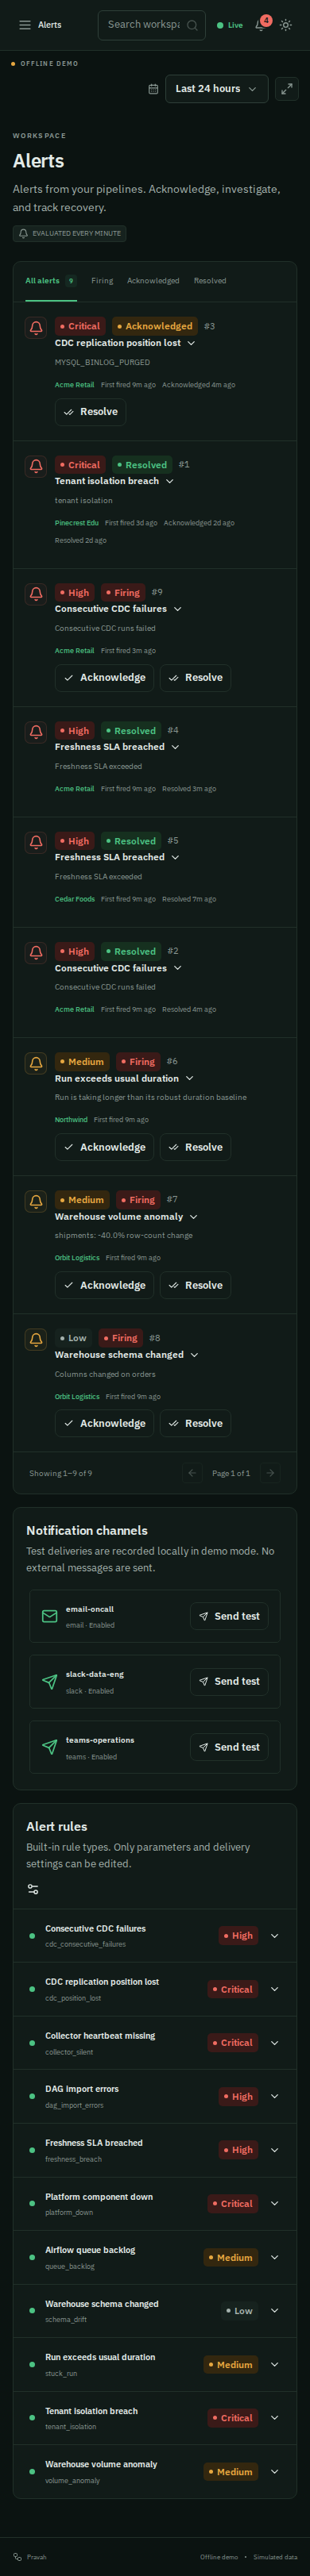 Alerts
Search workspa
Live
4
OFFLINE DEMO
Last 24 hours
WORKSPACE
Alerts
Alerts from your pipelines. Acknowledge, investigate,
and track recovery.
EVALUATED EVERY MINUTE
All alerts 9 Firing Acknowledged Resolved
Critical Acknowledged #3
CDC replication position lost
MYSQL_BINLOG_PURGED
Acme Retail First fired 9m ago Acknowledged 4m ago
Resolve
Critical Resolved #1
Tenant isolation breach
tenant isolation
Pinecrest Edu First fired 3d ago Acknowledged 2d ago
Resolved 2d ago
High Firing #9
Consecutive CDC failures
Consecutive CDC runs failed
Acme Retail First fired 3m ago
Acknowledge Resolve
High Resolved #4
Freshness SLA breached
Freshness SLA exceeded
Acme Retail First fired 9m ago Resolved 3m ago
High Resolved #5
Freshness SLA breached
Freshness SLA exceeded
Cedar Foods First fired 9m ago Resolved 7m ago
High Resolved #2
Consecutive CDC failures
Consecutive CDC runs failed
Acme Retail First fired 9m ago Resolved 4m ago
Medium Firing #6
Run exceeds usual duration
Run is taking longer than its robust duration baseline
Northwind First fired 9m ago
Acknowledge Resolve
Medium Firing #7
Warehouse volume anomaly
shipments: -40.0% row-count change
Orbit Logistics First fired 9m ago
Acknowledge Resolve
Low Firing #8
Warehouse schema changed
Columns changed on orders
Orbit Logistics First fired 9m ago
Acknowledge Resolve
Showing 1–9 of 9 Page 1 of 1
Notification channels
Test deliveries are recorded locally in demo mode. No
external messages are sent.
email-oncall
email · Enabled
Send test
slack-data-eng
slack · Enabled
Send test
teams-operations
teams · Enabled
Send test
Alert rules
Built-in rule types. Only parameters and delivery
settings can be edited.
Consecutive CDC failures
cdc_consecutive_failures
High
CDC replication position lost
cdc_position_lost
Critical
Collector heartbeat missing
collector_silent
Critical
DAG import errors
dag_import_errors
High
Freshness SLA breached
freshness_breach
High
Platform component down
platform_down
Critical
Airflow queue backlog
queue_backlog
Medium
Warehouse schema changed
schema_drift
Low
Run exceeds usual duration
stuck_run
Medium
Tenant isolation breach
tenant_isolation
Critical
Warehouse volume anomaly
volume_anomaly
Medium
Pravah
Offline demo • Simulated data